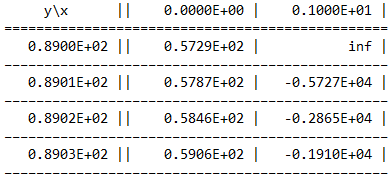 y\x || 0.0000E+00 | 0.1000E+01 |
==================================================
0.8900E+02 || 0.5729E+02 | inf |
--------------------------------------------------
0.8901E+02 || 0.5787E+02 | -0.5727E+04 |
--------------------------------------------------
0.8902E+02 || 0.5846E+02 | -0.2865E+04 |
--------------------------------------------------
0.8903E+02 || 0.5906E+02 | -0.1910E+04 |
--------------------------------------------------